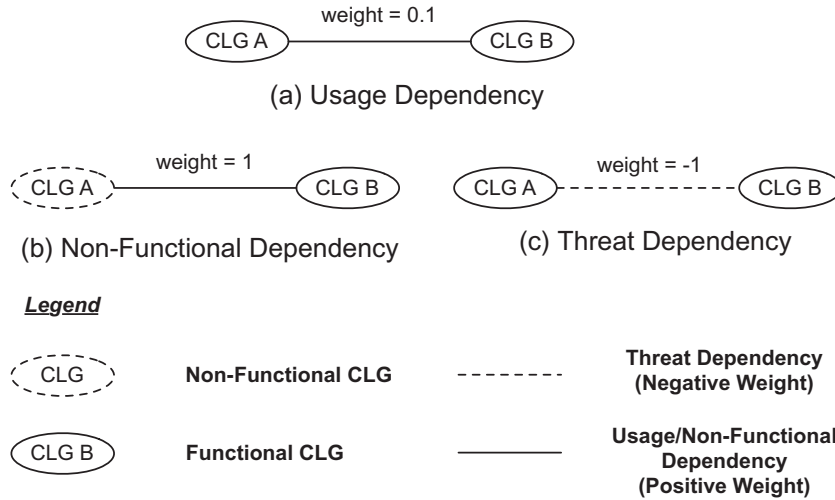 weight = 0.1
CLG A
CLG B
(a) Usage Dependency
weight = 1
weight = -1
CLG A
CLG B
CLG A
CLG B
(b) Non-Functional Dependency
(c) Threat Dependency
Legend
CLG
Non-Functional CLG
Threat Dependency
(Negative Weight)
CLG B
Functional CLG
Usage/Non-Functional
Dependency
(Positive Weight)